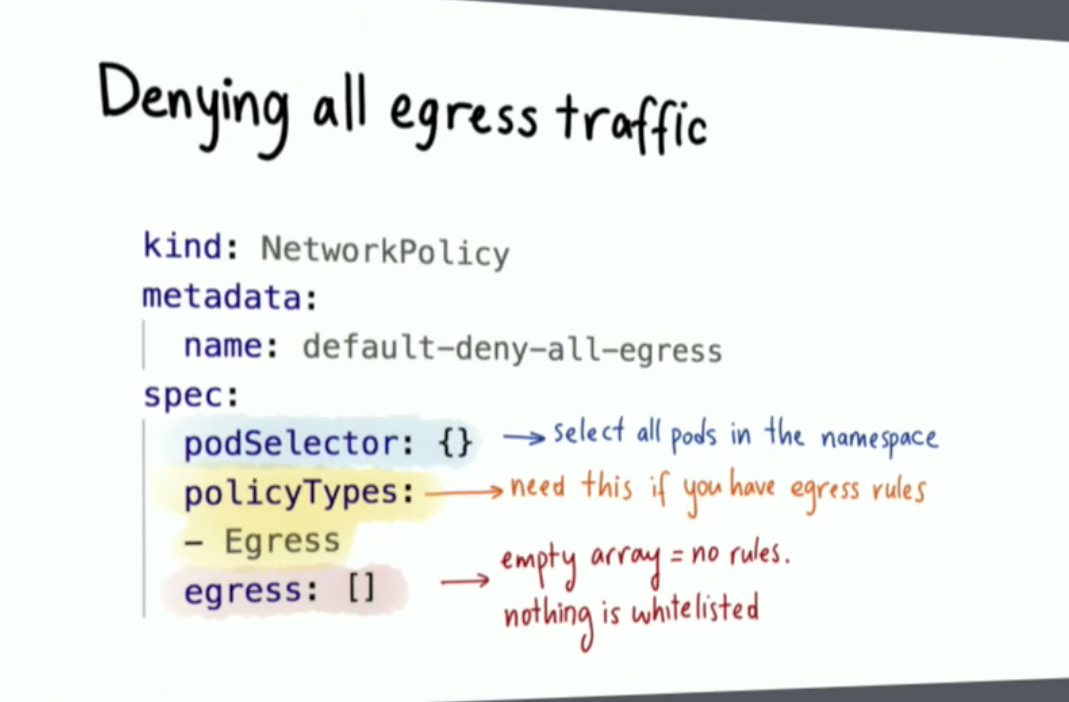 Denying all egress traffic
kind: NetworkPolicy
metadata:
name: default-deny-all-egress
spec:
podSelector: {} → select all pods in the namespace
policyTypes: → need this if you have egress rules
- Egress
egress: [] → empty array = no rules.
nothing is whitelisted